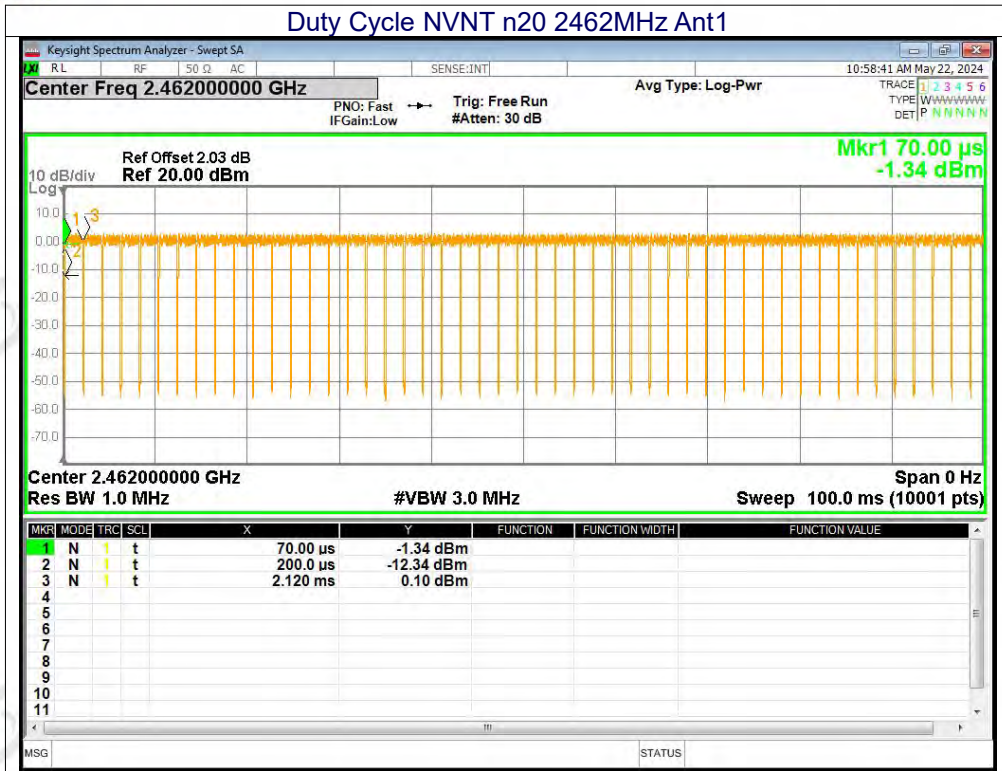 Duty Cycle NVNT n20 2462MHz Ant1
Keysight Spectrum Analyzer - Swept SA
LXI RL RF 50 Ω AC SENSE:INT 10:58:41 AM May 22, 2024
Center Freq 2.462000000 GHz Avg Type: Log-Pwr TRACE 1 2 3 4 5 6
PNO: Fast Trig: Free Run TYPE WWWWWWW
IFGain:Low #Atten: 30 dB DET P N N N N N
Mkr1 70.00 µs
Ref Offset 2.03 dB
10 dB/div Ref 20.00 dBm -1.34 dBm
Log
10.0
1 3
0.00
2
-10.0
-20.0
-30.0
-40.0
-50.0
-60.0
-70.0
Center 2.462000000 GHz Span 0 Hz
Res BW 1.0 MHz #VBW 3.0 MHz Sweep 100.0 ms (10001 pts)
MKR MODE TRC SCL X Y FUNCTION FUNCTION WIDTH FUNCTION VALUE
1 N 1 t 70.00 µs -1.34 dBm
2 N 1 t 200.0 µs -12.34 dBm
3 N 1 t 2.120 ms 0.10 dBm
4
5
6
7
8
9
10
11
MSG STATUS